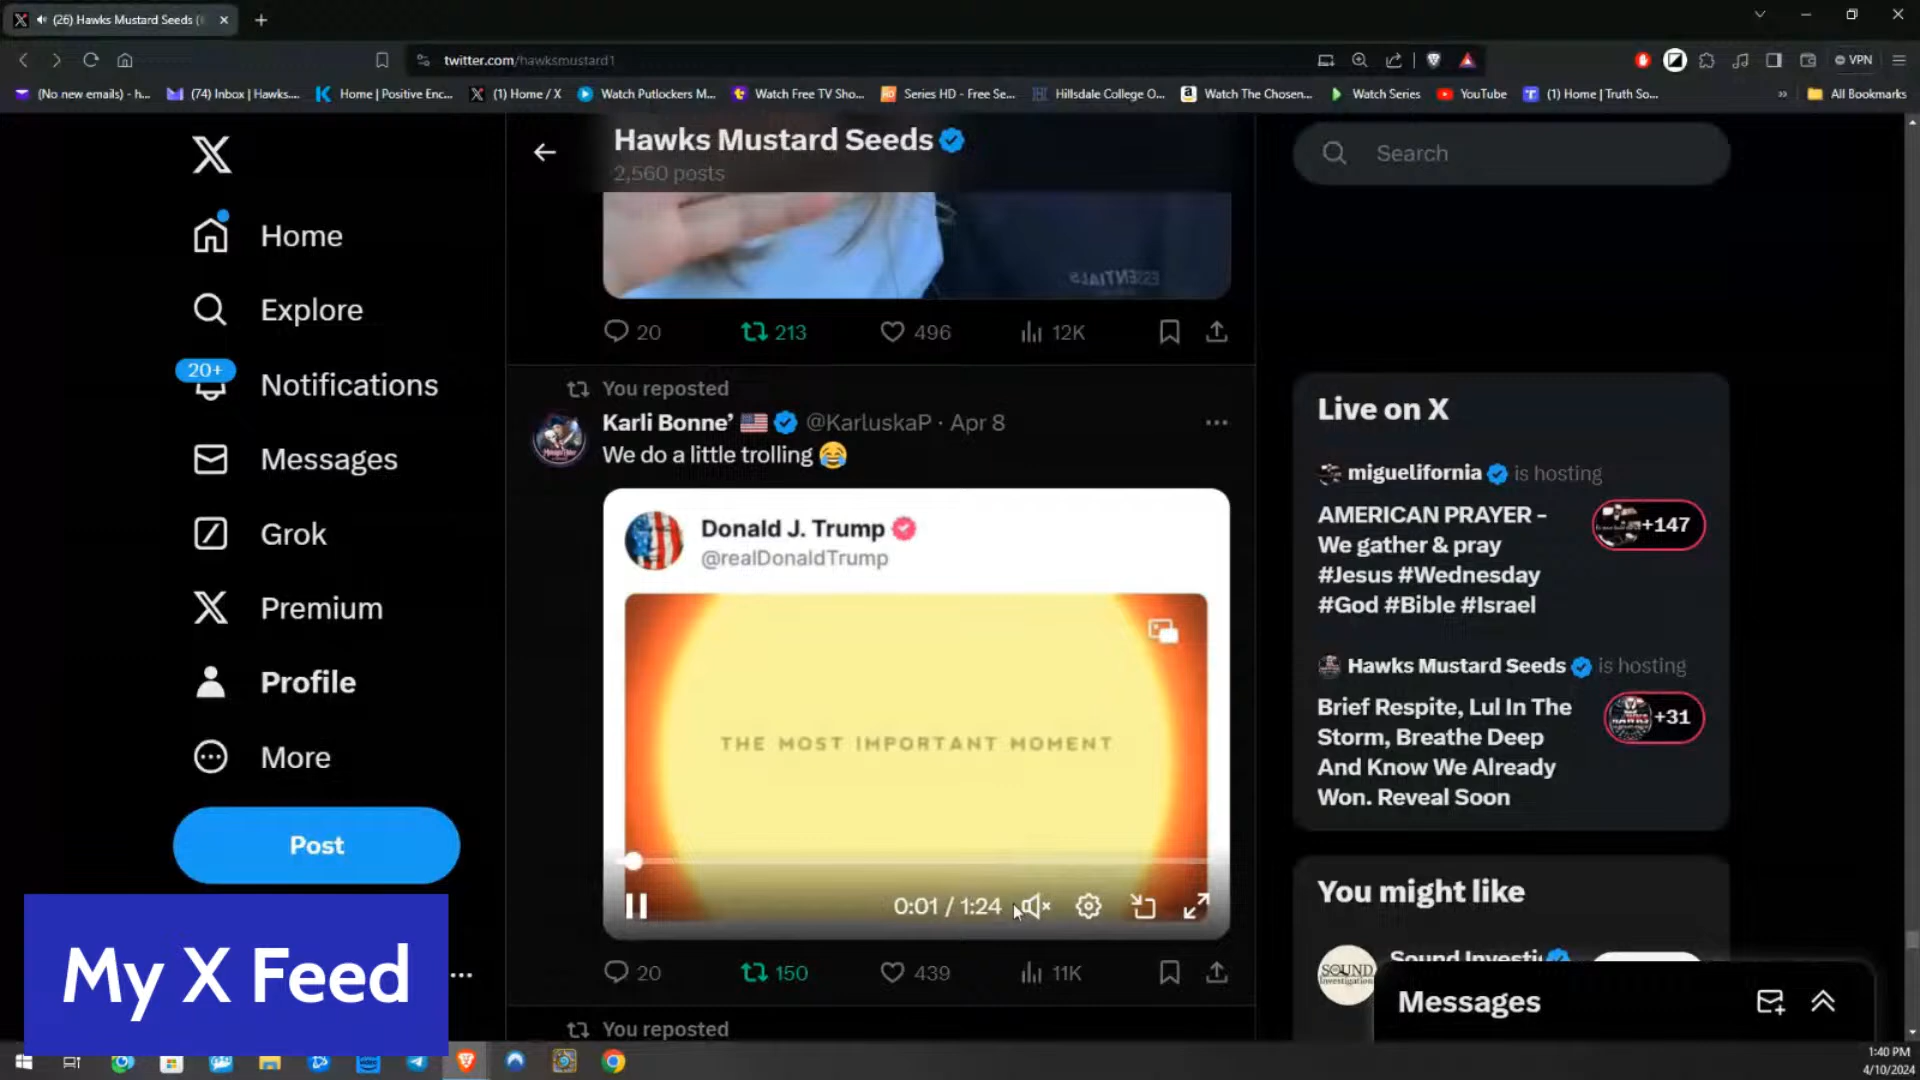 (26) Hawks Mustard Seeds (
twitter.com/hawksmustard1
VPN
(No new emails) - h...
(74) Inbox | Hawks....
Home | Positive Enc...
(1) Home / X
Watch Putlockers M...
Watch Free TV Sho...
Series HD - Free Se...
Hillsdale College O...
Watch The Chosen...
Watch Series
YouTube
(1) Home | Truth So...
All Bookmarks
Home
Explore
20+
Notifications
Messages
Grok
Premium
Profile
More
Post
My X Feed
Hawks Mustard Seeds
2,560 posts
ESSENTIALS
20
213
496
12K
You reposted
Karli Bonne' 🇺🇸 @KarluskaP · Apr 8
We do a little trolling 😂
Donald J. Trump
@realDonaldTrump
THE MOST IMPORTANT MOMENT
0:01 / 1:24
20
150
439
11K
You reposted
Search
Live on X
miguelifornia is hosting
AMERICAN PRAYER -
We gather & pray
#Jesus #Wednesday
#God #Bible #Israel
+147
Hawks Mustard Seeds is hosting
Brief Respite, Lul In The
Storm, Breathe Deep
And Know We Already
Won. Reveal Soon
+31
You might like
SOUND
Investigation
Sound Investi
Messages
1:40 PM
4/10/2024